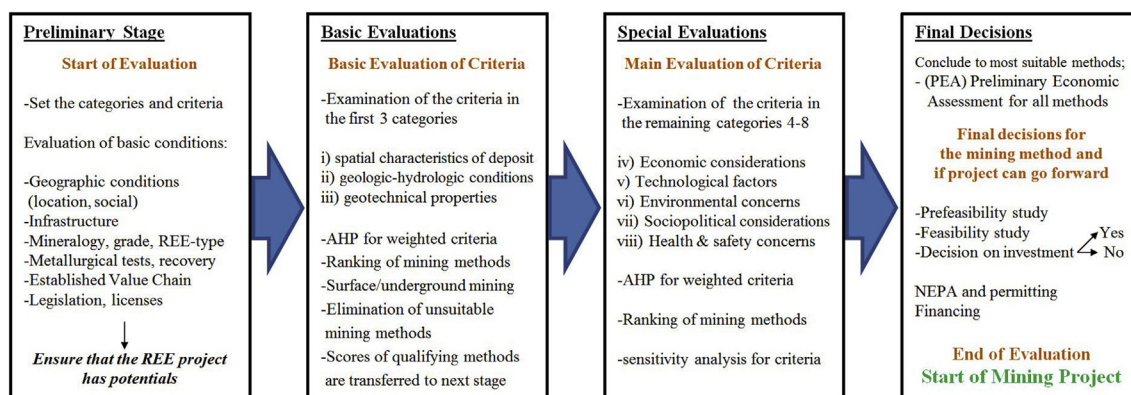 Preliminary Stage
Start of Evaluation
-Set the categories and criteria
Evaluation of basic conditions:
-Geographic conditions
(location, social)
-Infrastructure
-Mineralogy, grade, REE-type
-Metallurgical tests, recovery
-Established Value Chain
-Legislation, licenses
Ensure that the REE project
has potentials
Basic Evaluations
Basic Evaluation of Criteria
-Examination of the criteria in
the first 3 categories
i) spatial characteristics of deposit
ii) geologic-hydrologic conditions
iii) geotechnical properties
-AHP for weighted criteria
-Ranking of mining methods
-Surface/underground mining
-Elimination of unsuitable
mining methods
-Scores of qualifying methods
are transferred to next stage
Special Evaluations
Main Evaluation of Criteria
-Examination of the criteria in
the remaining categories 4-8
iv) Economic considerations
v) Technological factors
vi) Environmental concerns
vii) Sociopolitical considerations
viii) Health & safety concerns
-AHP for weighted criteria
-Ranking of mining methods
-sensitivity analysis for criteria
Final Decisions
Conclude to most suitable methods;
- (PEA) Preliminary Economic
Assessment for all methods
Final decisions for
the mining method and
if project can go forward
-Prefeasibility study
-Feasibility study
Yes
-Decision on investment
No
NEPA and permitting
Financing
End of Evaluation
Start of Mining Project